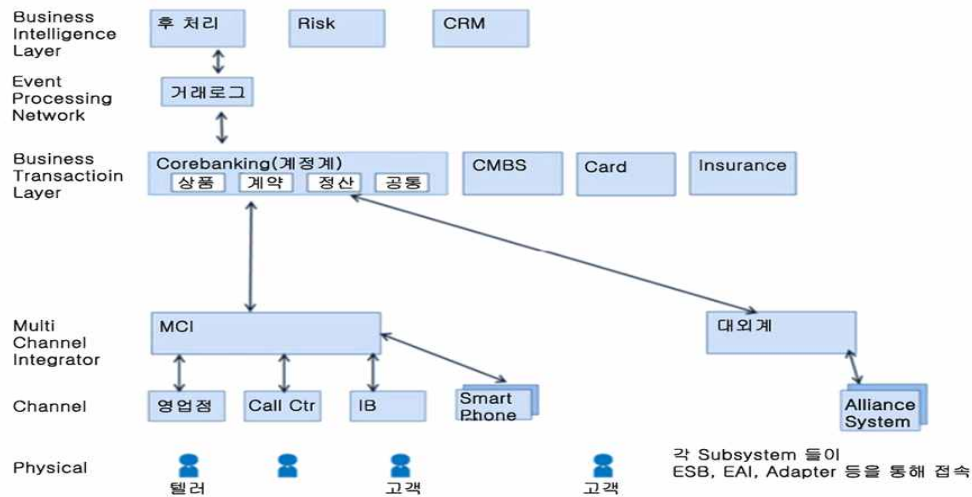 Business
Intelligence
Layer
후 처리
Risk
CRM
Event
Processing
Network
거래로그
Business
Transactioin
Layer
Corebanking(계정계)
상품
계약
정산
공통
CMBS
Card
Insurance
Multi
Channel
Integrator
MCI
대외계
Channel
영업점
Call Ctr
IB
Smart
Phone
Alliance
System
Physical
텔러
고객
고객
각 Subsystem 들이
ESB, EAI, Adapter 등을 통해 접속